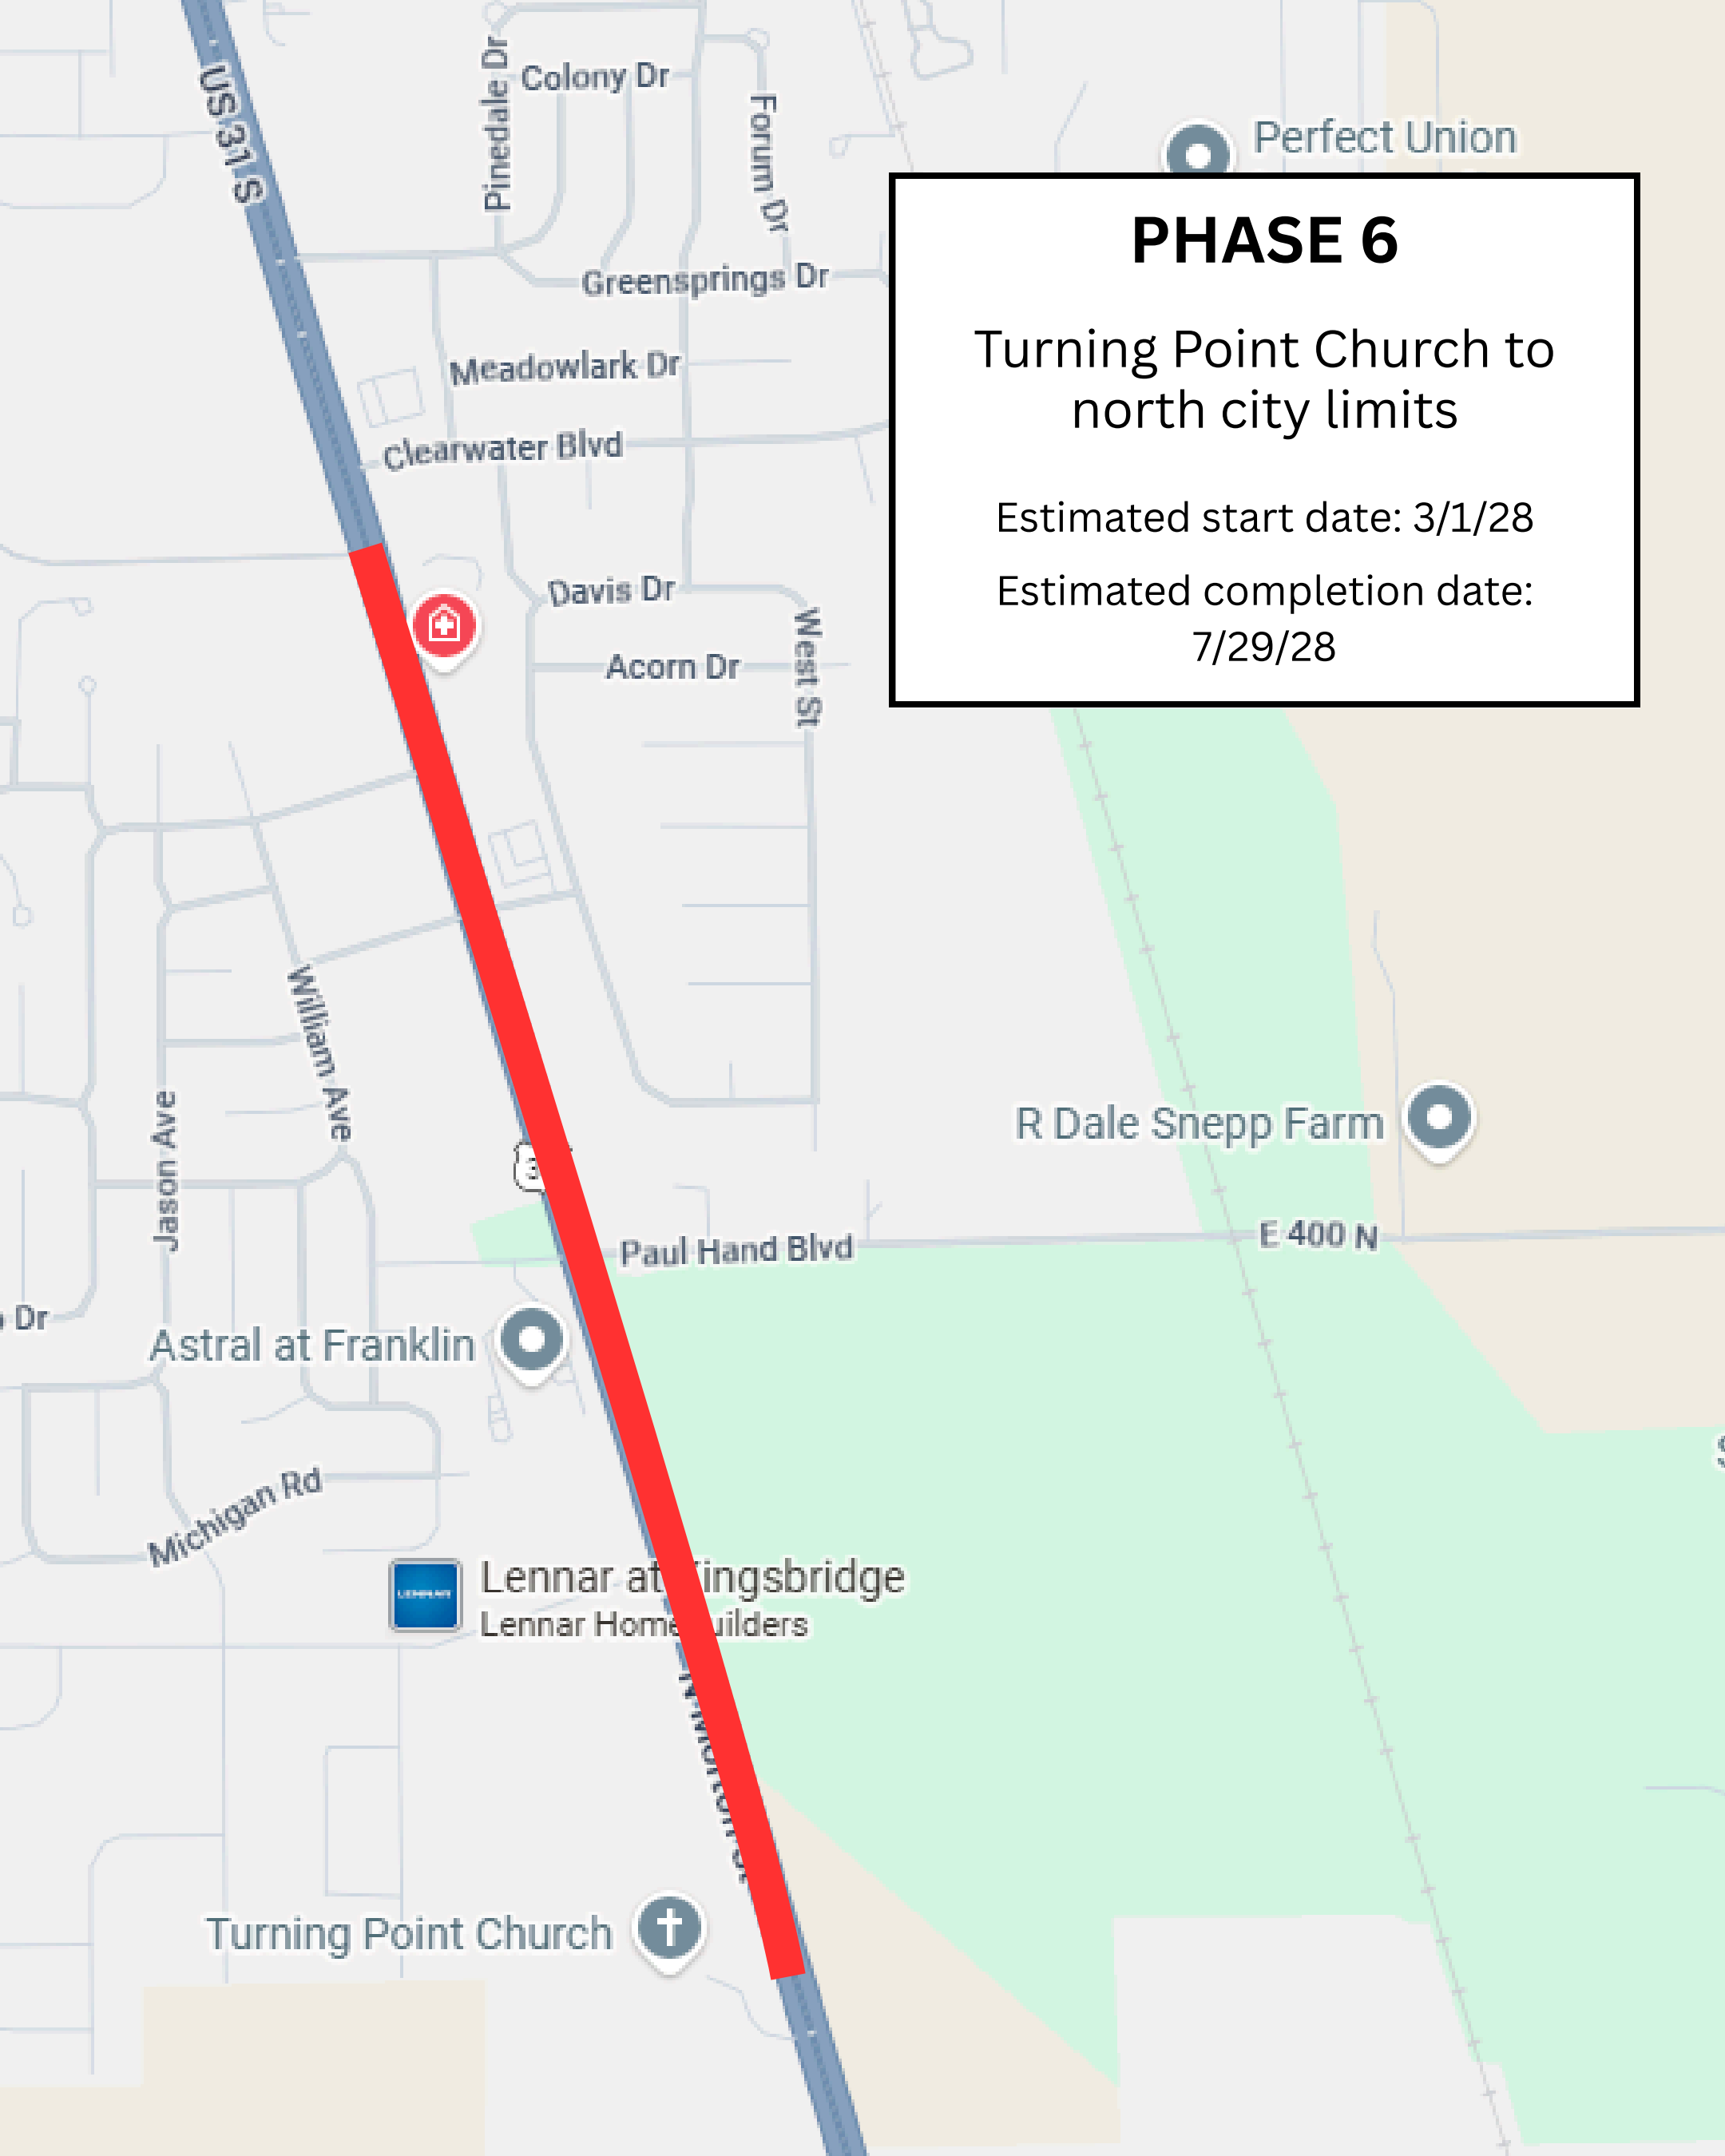 US 31 S
Pinedale Dr
Colony Dr
Forum Dr
Perfect Union
Greensprings Dr
Meadowlark Dr
Clearwater Blvd
PHASE 6
Turning Point Church to
north city limits
Estimated start date: 3/1/28
Estimated completion date:
7/29/28
Davis Dr
West St
Acorn Dr
William Ave
Jason Ave
R Dale Snepp Farm
Paul Hand Blvd
E 400 N
Dr
Astral at Franklin
Michigan Rd
LENNAR
Lennar at ingsbridge
Lennar Home uilders
Turning Point Church